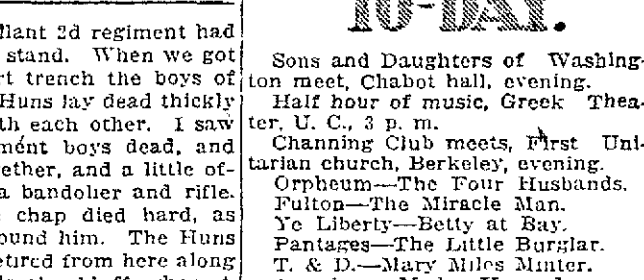 llant 2d regiment had
stand. When we got
rt trench the boys of
Huns lay dead thickly
th each other. I saw
ment boys dead, and
ether, and a little of-
a bandolier and rifle.
chap died hard, as
ound him. The Huns
etired from here along
TO-DAY.
Sons and Daughters of Washing-
ton meet, Chabot hall, evening.
Half hour of music, Greek Thea-
ter, U. C., 3 p. m.
Channing Club meets, First Uni-
tarian church, Berkeley, evening.
Orpheum—The Four Husbands.
Fulton—The Miracle Man.
Ye Liberty—Betty at Bay.
Pantages—The Little Burglar.
T. & D.—Mary Miles Minter.